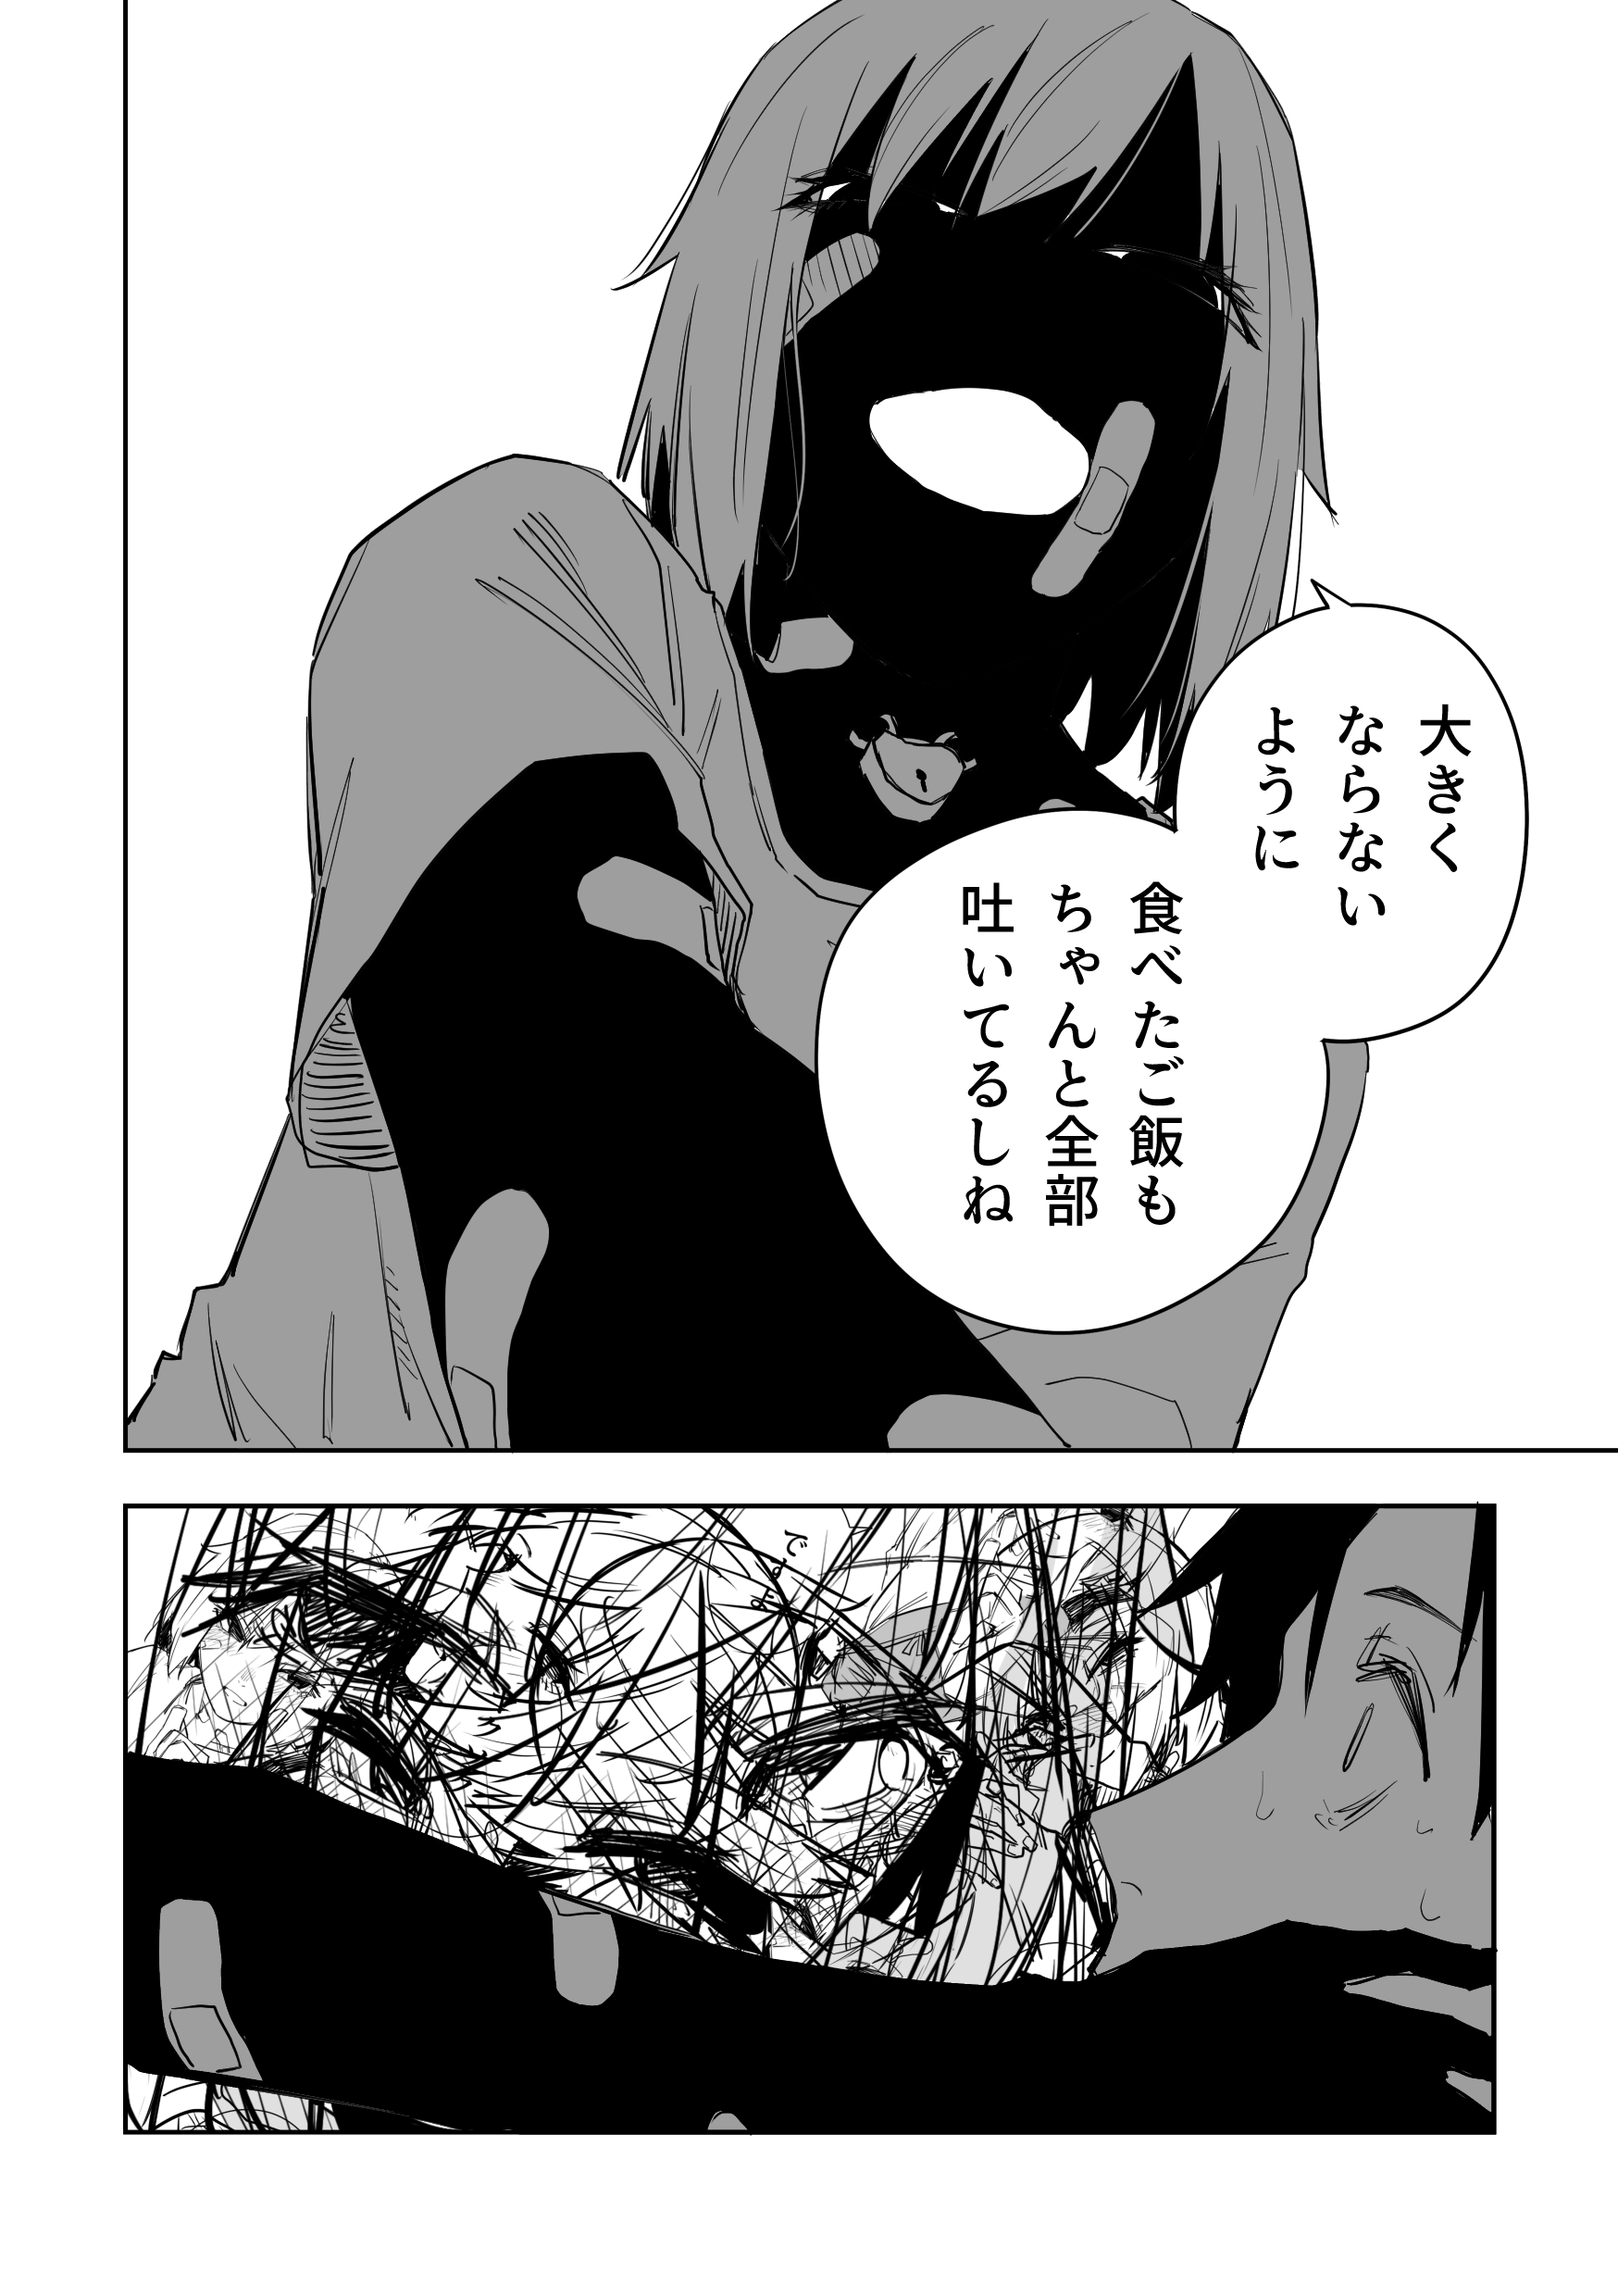 大きく
ならない
ように
食べたご飯も
ちゃんと全部
吐いてるしね